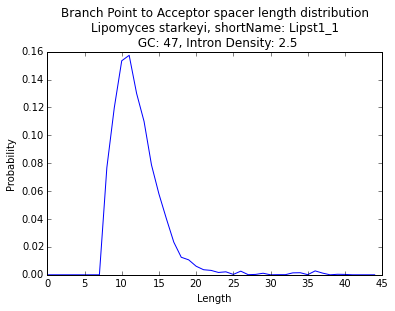 Branch Point to Acceptor spacer length distribution
Lipomyces starkeyi, shortName: Lipst1_1
GC: 47, Intron Density: 2.5
0.16
0.14
0.12
0.10
0.08
0.06
0.04
0.02
0.00
Probability
0 5 10 15 20 25 30 35 40 45
Length